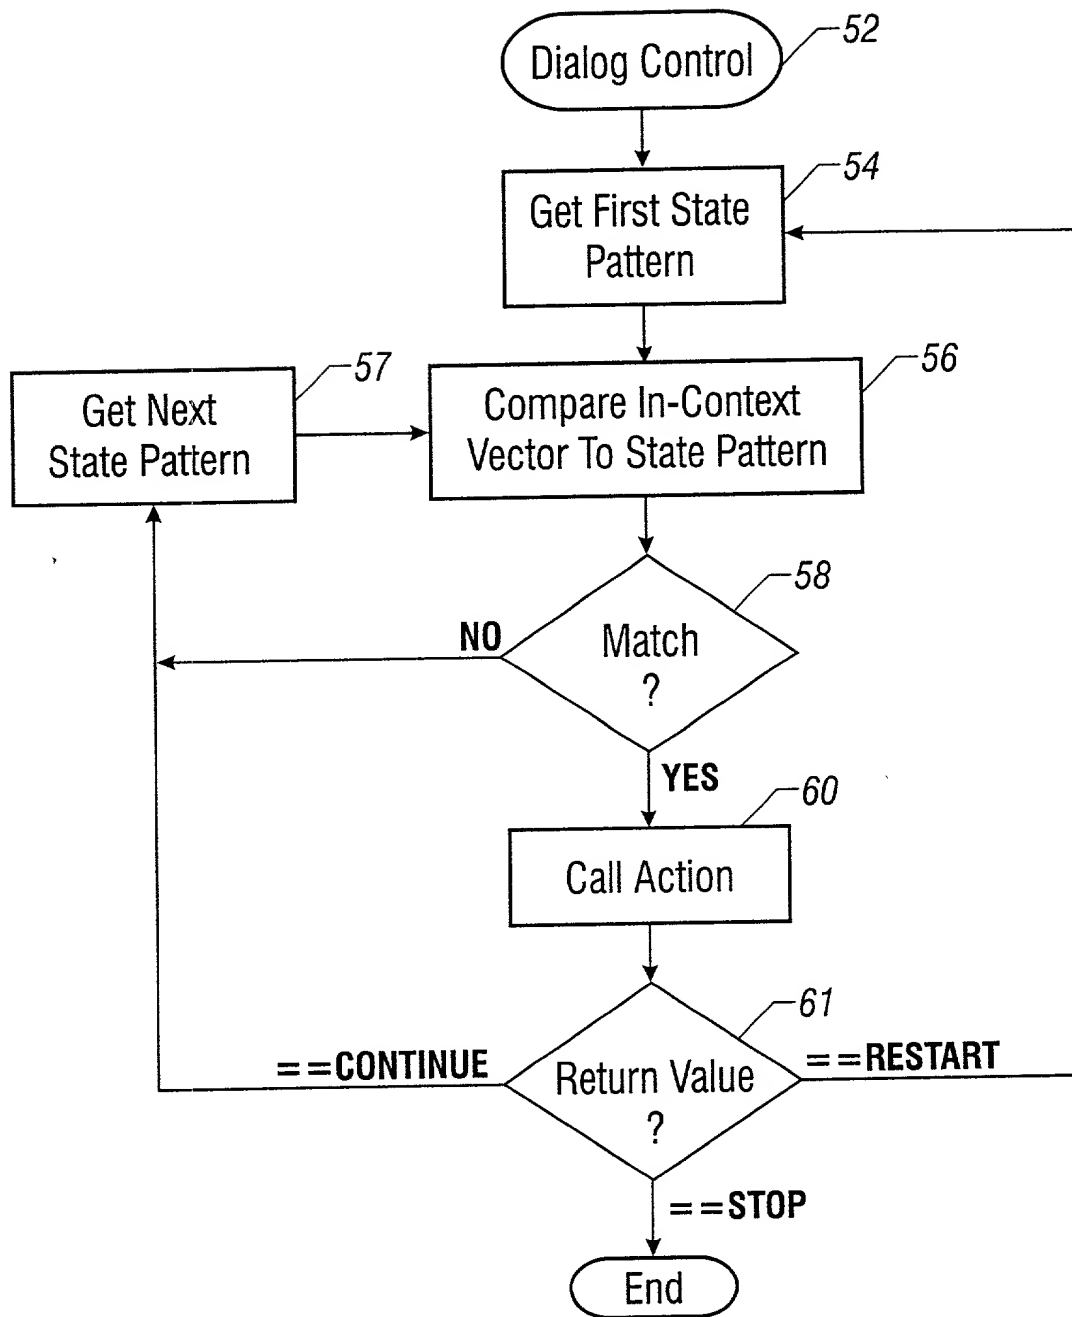 52
Dialog Control
54
Get First State
Pattern
57
Get Next
State Pattern
56
Compare In-Context
Vector To State Pattern
58
Match
?
NO
YES
60
Call Action
61
Return Value
?
==CONTINUE
==RESTART
==STOP
End